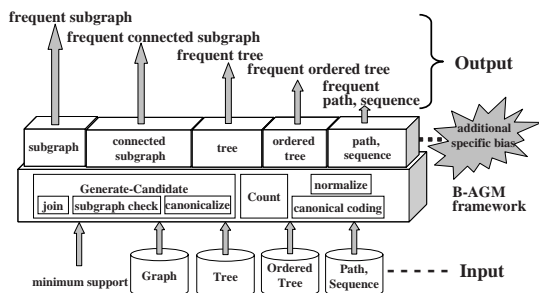 frequent subgraph
frequent connected subgraph
frequent tree
frequent ordered tree
frequent
path, sequence
Output
subgraph
connected
subgraph
tree
ordered
tree
path,
sequence
additional
specific bias
Generate-Candidate
join
subgraph check
canonicalize
Count
normalize
canonical coding
B-AGM
framework
minimum support
Graph
Tree
Ordered
Tree
Path,
Sequence
Input